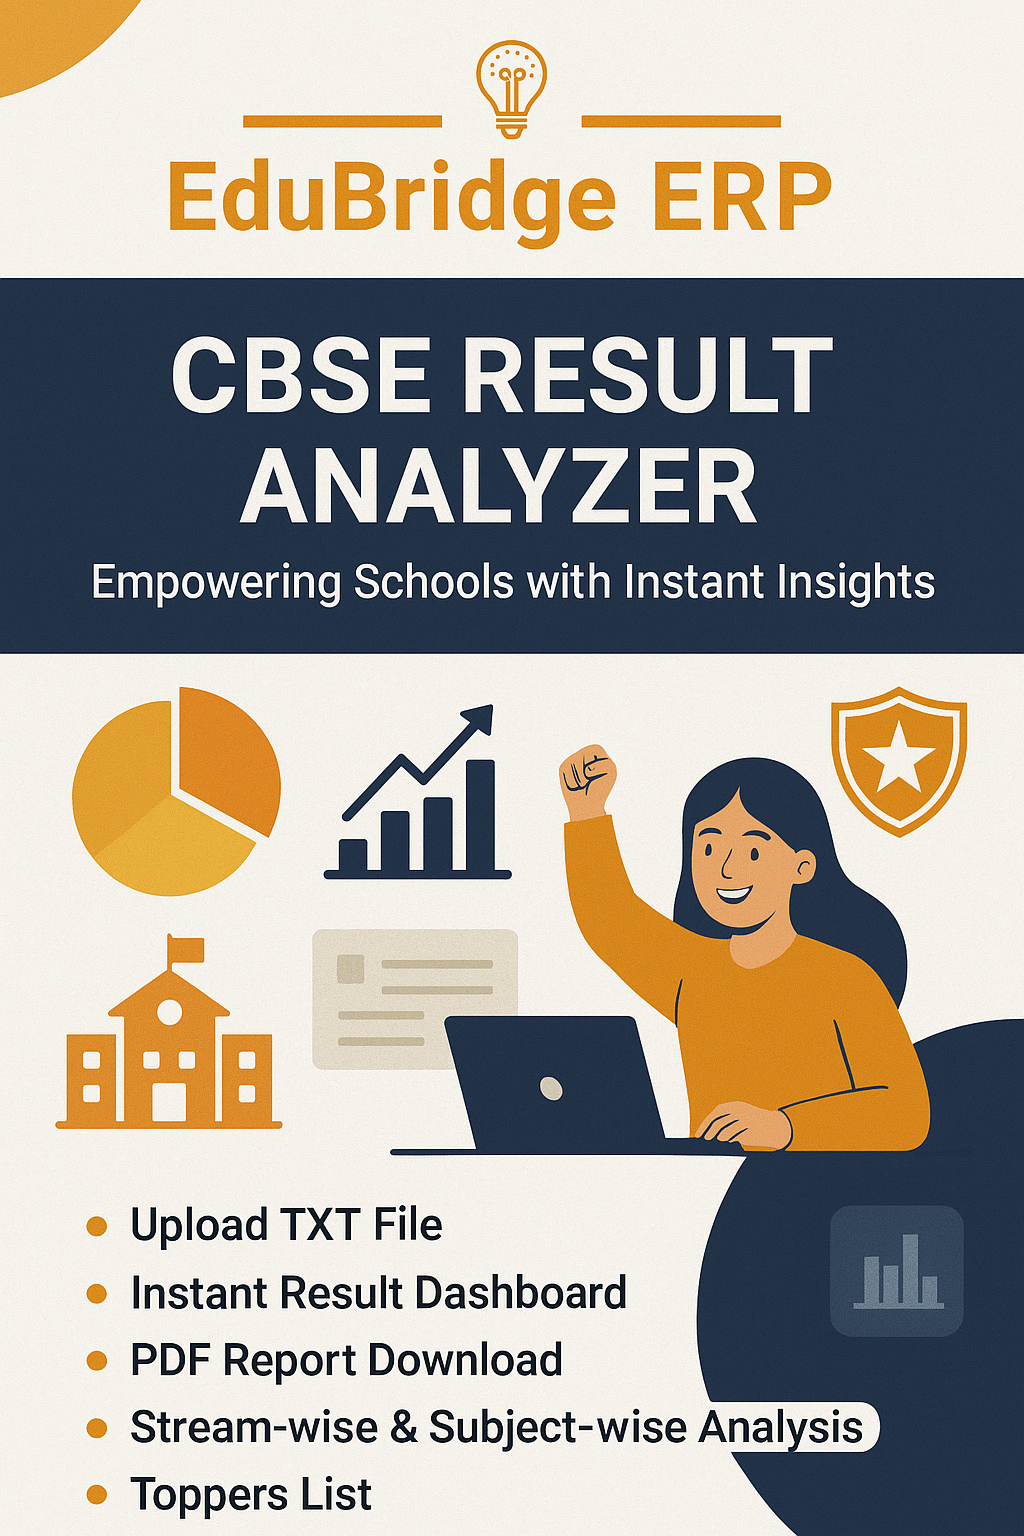 EduBridge ERP
CBSE RESULT
ANALYZER
Empowering Schools with Instant Insights
Upload TXT File
Instant Result Dashboard
PDF Report Download
Stream-wise & Subject-wise Analysis
Toppers List